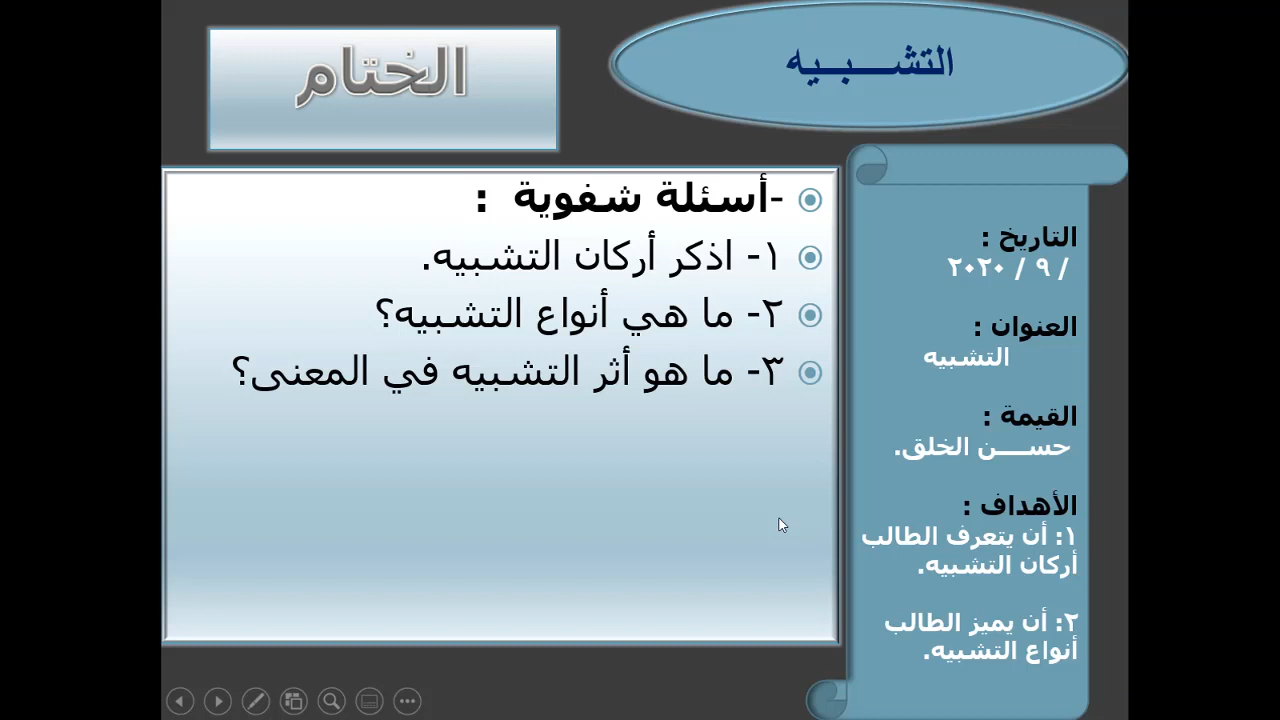 التشـــبـــيه
الختام
-أسئلة شفوية :
١- اذكر أركان التشبيه.
٢- ما هي أنواع التشبيه؟
٣- ما هو أثر التشبيه في المعنى؟
التاريخ :
/ ٩ / ٢٠٢٠
العنوان :
التشبيه
القيمة :
حســـن الخلق.
الأهداف :
١: أن يتعرف الطالب
أركان التشبيه.
٢: أن يميز الطالب
أنواع التشبيه.